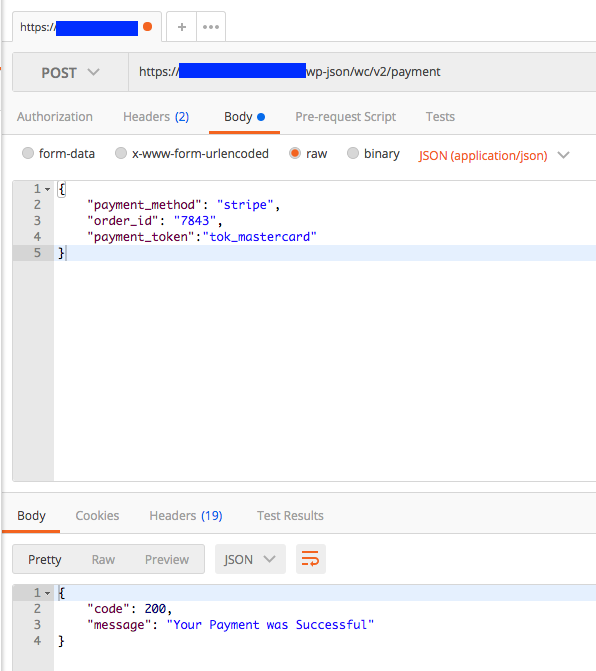 https://
+ •••
POST https:// wp-json/wc/v2/payment
Authorization Headers (2) Body Pre-request Script Tests
form-data x-www-form-urlencoded raw binary JSON (application/json)
1 {
2 "payment_method": "stripe",
3 "order_id": "7843",
4 "payment_token":"tok_mastercard"
5 }
Body Cookies Headers (19) Test Results
Pretty Raw Preview JSON
1 {
2 "code": 200,
3 "message": "Your Payment was Successful"
4 }